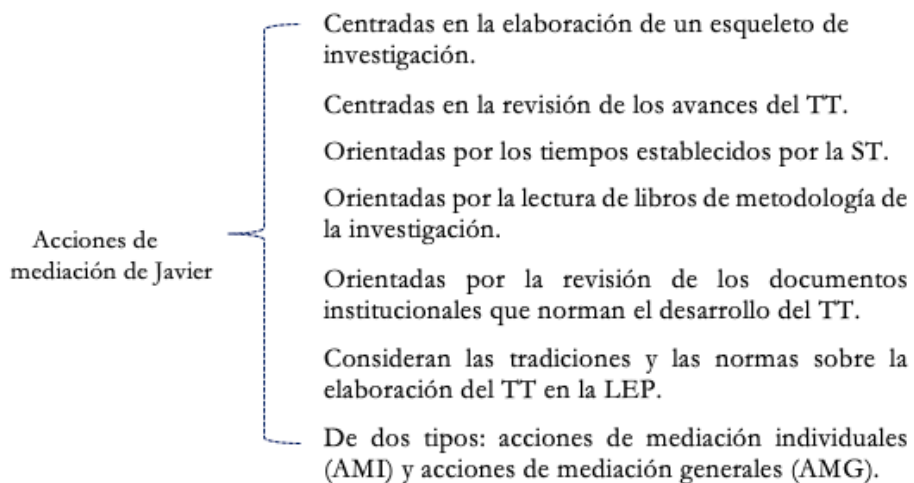 Acciones de
mediación de Javier
Centradas en la elaboración de un esqueleto de
investigación.
Centradas en la revisión de los avances del TT.
Orientadas por los tiempos establecidos por la ST.
Orientadas por la lectura de libros de metodología de
la investigación.
Orientadas por la revisión de los documentos
institucionales que norman el desarrollo del TT.
Consideran las tradiciones y las normas sobre la
elaboración del TT en la LEP.
De dos tipos: acciones de mediación individuales
(AMI) y acciones de mediación generales (AMG).